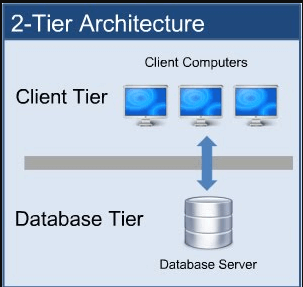 2-Tier Architecture
Client Computers
Client Tier
Database Tier
Database Server